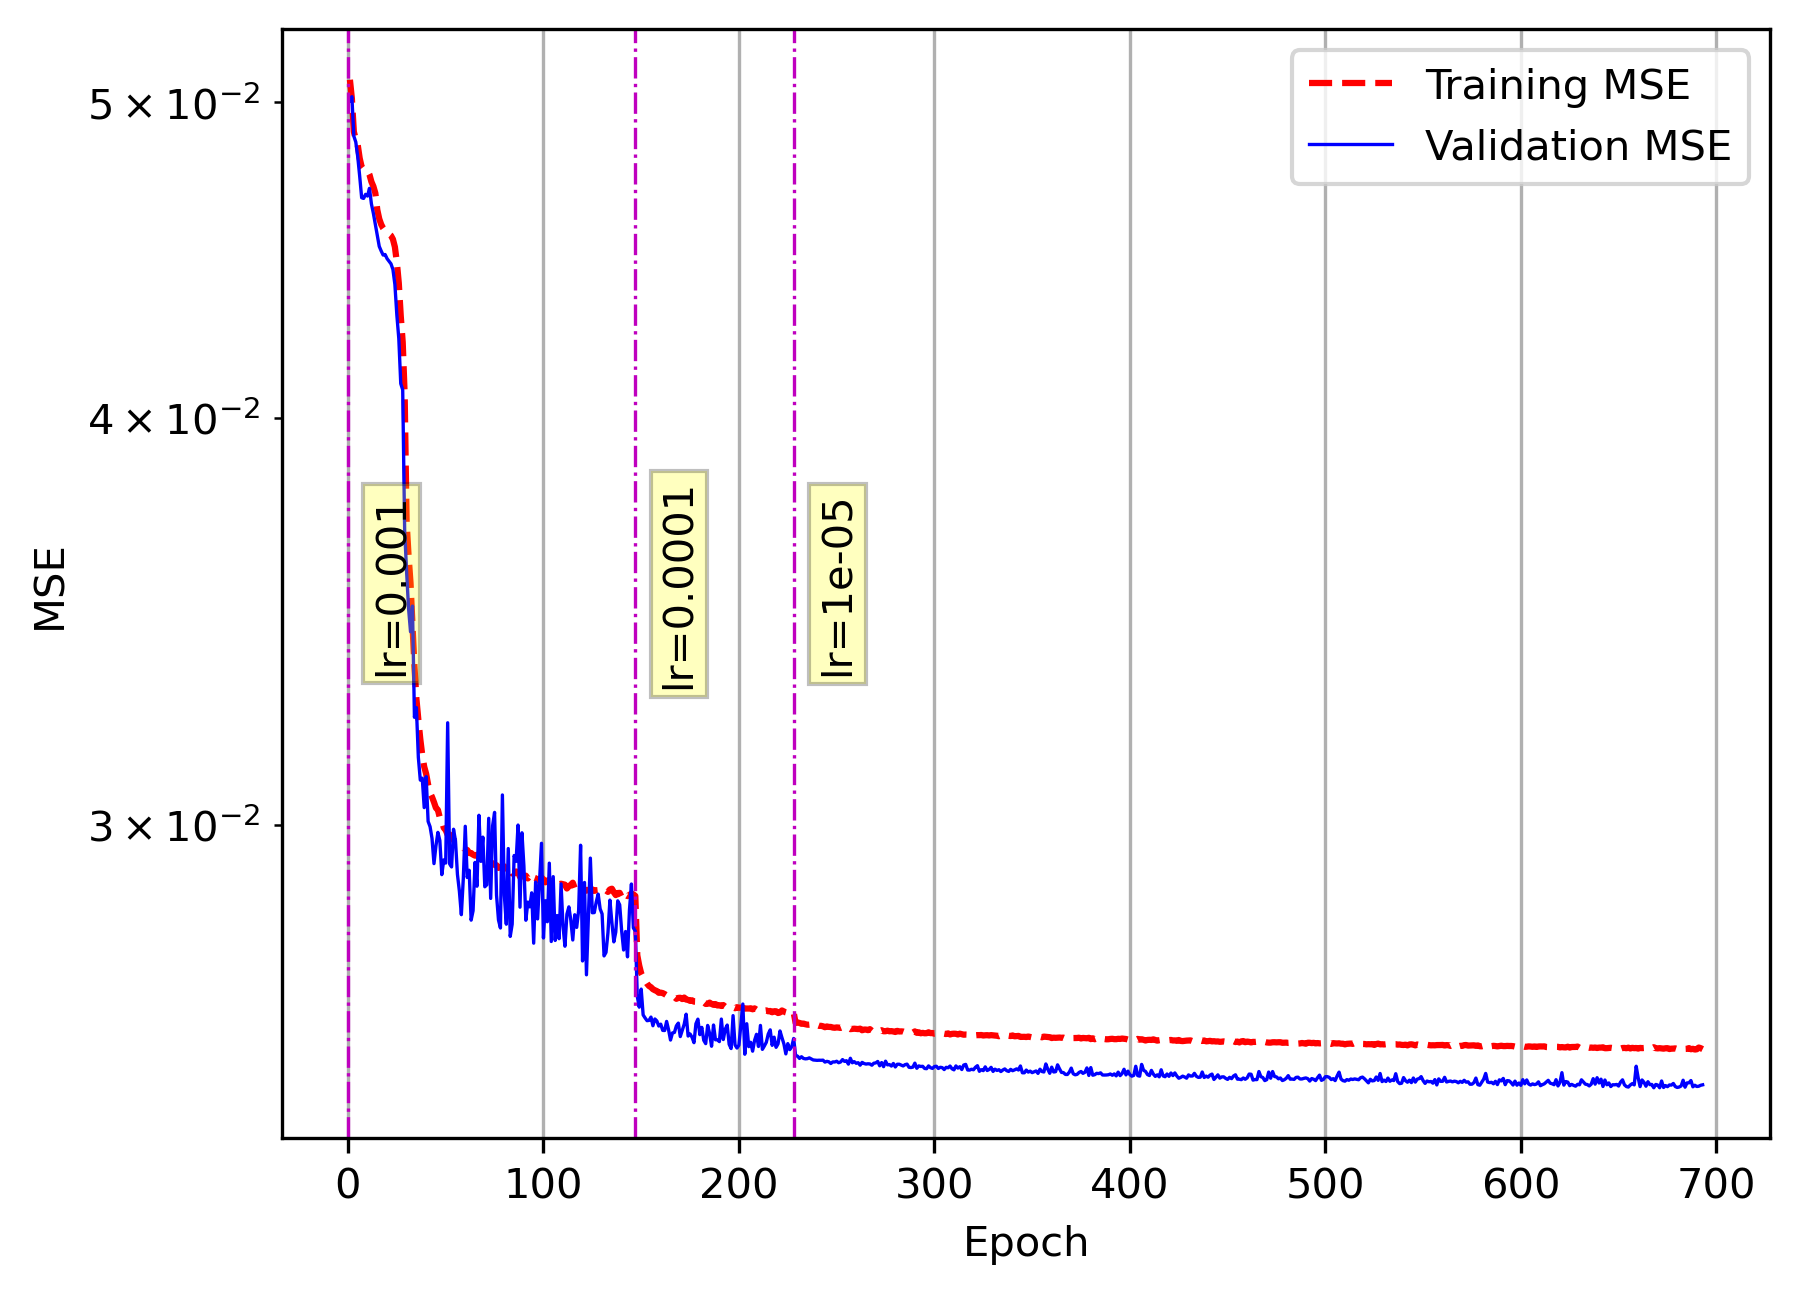 Training MSE
Validation MSE
5 × 10⁻²
4 × 10⁻²
3 × 10⁻²
MSE
lr=0.001
lr=0.0001
lr=1e-05
0 100 200 300 400 500 600 700
Epoch